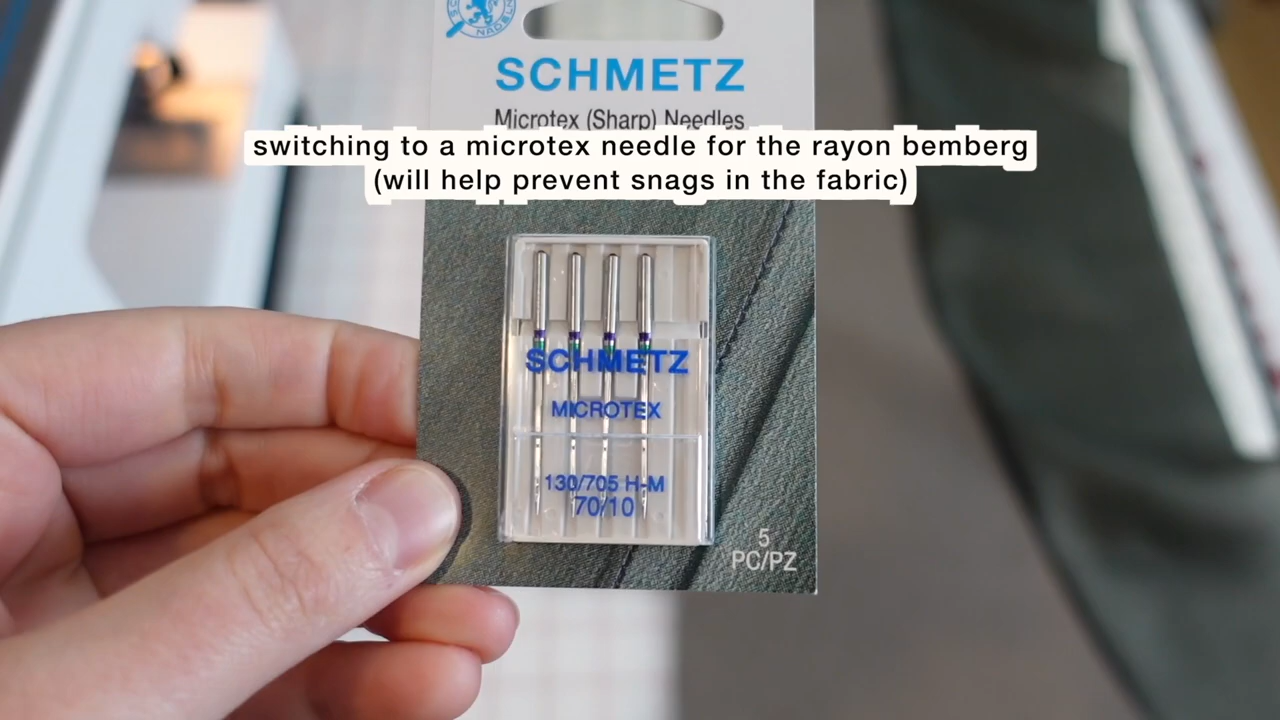 SCHMETZ
Microtex (Sharp) Needles
switching to a microtex needle for the rayon bemberg
(will help prevent snags in the fabric)
SCHMETZ
MICROTEX
130/705 H-M
70/10
5
PC/PZ